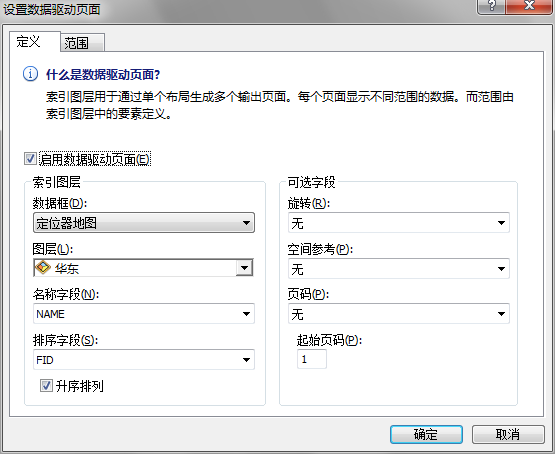 设置数据驱动页面
定义
范围
什么是数据驱动页面?
索引图层用于通过单个布局生成多个输出页面。每个页面显示不同范围的数据。而范围由
索引图层中的要素定义。
启用数据驱动页面(E)
索引图层
数据框(D):
定位器地图
图层(L):
华东
名称字段(N):
NAME
排序字段(S):
FID
升序排列
可选字段
旋转(R):
无
空间参考(P):
无
页码(P):
无
起始页码(P):
1
确定
取消